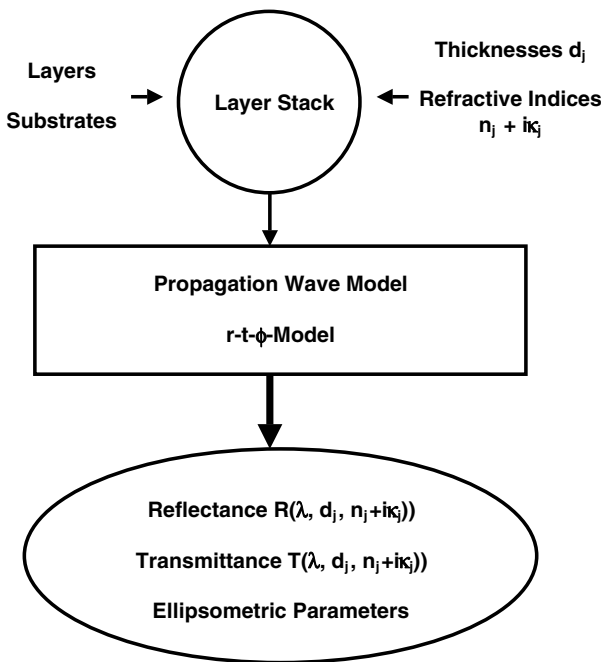 Layers
Substrates
Layer Stack
Thicknesses dⱼ
Refractive Indices
nⱼ + iκⱼ
Propagation Wave Model
r-t-ϕ-Model
Reflectance R(λ, dⱼ, nⱼ+iκⱼ))
Transmittance T(λ, dⱼ, nⱼ+iκⱼ))
Ellipsometric Parameters